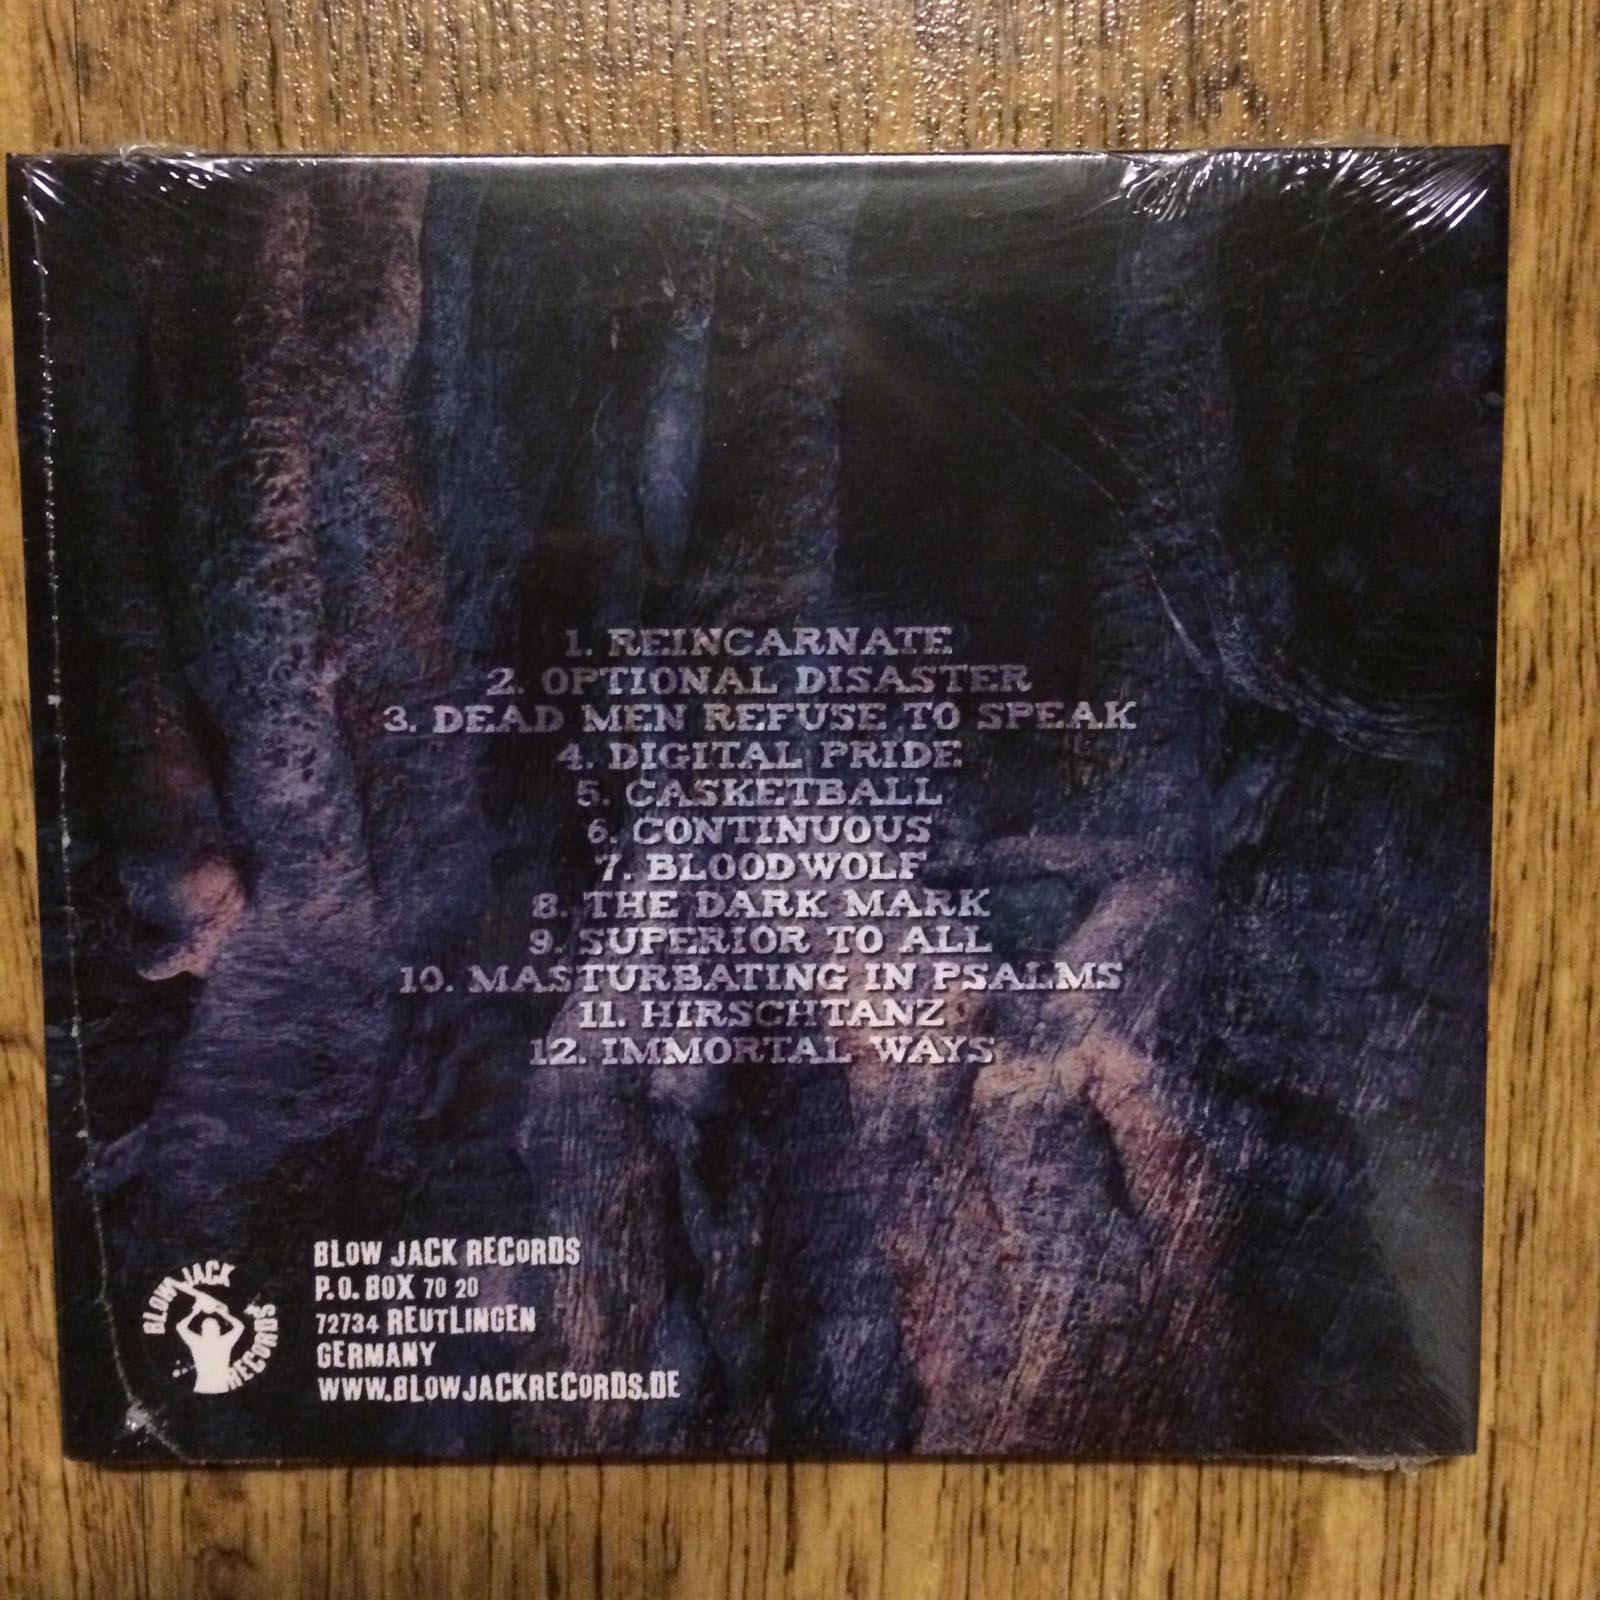 1. REINCARNATE
2. OPTIONAL DISASTER
3. DEAD MEN REFUSE TO SPEAK
4. DIGITAL PRIDE
5. CASKETBALL
6. CONTINUOUS
7. BLOODWOLF
8. THE DARK MARK
9. SUPERIOR TO ALL
10. MASTURBATING IN PSALMS
11. HIRSCHTANZ
12. IMMORTAL WAYS
BLOW JACK RECORDS
BLOW JACK RECORDS
P.O. BOX 70 20
72734 REUTLINGEN
GERMANY
WWW.BLOWJACKRECORDS.DE